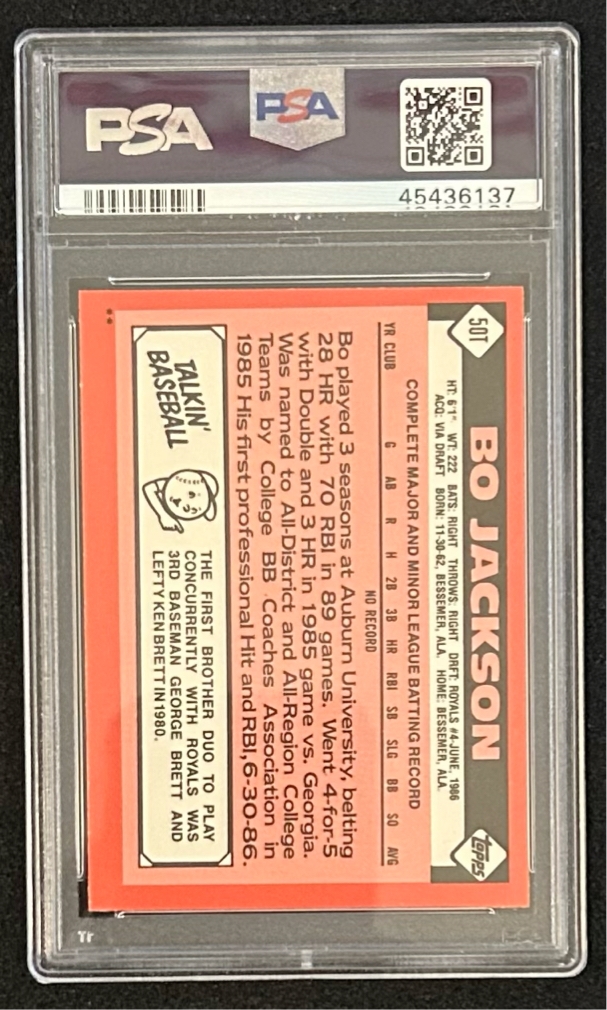 PSA
PSA
45436137
50T
BO JACKSON
topps
HT: 6'1" WT: 222 BATS: RIGHT THROWS: RIGHT DRFT: ROYALS #4-JUNE, 1986
ACQ: VIA DRAFT BORN: 11-30-62, BESSEMER, ALA. HOME: BESSEMER, ALA.
COMPLETE MAJOR AND MINOR LEAGUE BATTING RECORD
YR CLUB G AB R H 2B 3B HR RBI SB SLG BB SO AVG
NO RECORD
Bo played 3 seasons at Auburn University, belting
28 HR with 70 RBI in 89 games. Went 4-for-5
with Double and 3 HR in 1985 game vs. Georgia.
Was named to All-District and All-Region College
Teams by College BB Coaches Association in
1985 His first professional Hit and RBI, 6-30-86.
TALKIN'
BASEBALL
THE FIRST BROTHER DUO TO PLAY
CONCURRENTLY WITH ROYALS WAS
3RD BASEMAN GEORGE BRETT AND
LEFTY KEN BRETT IN 1980.
**